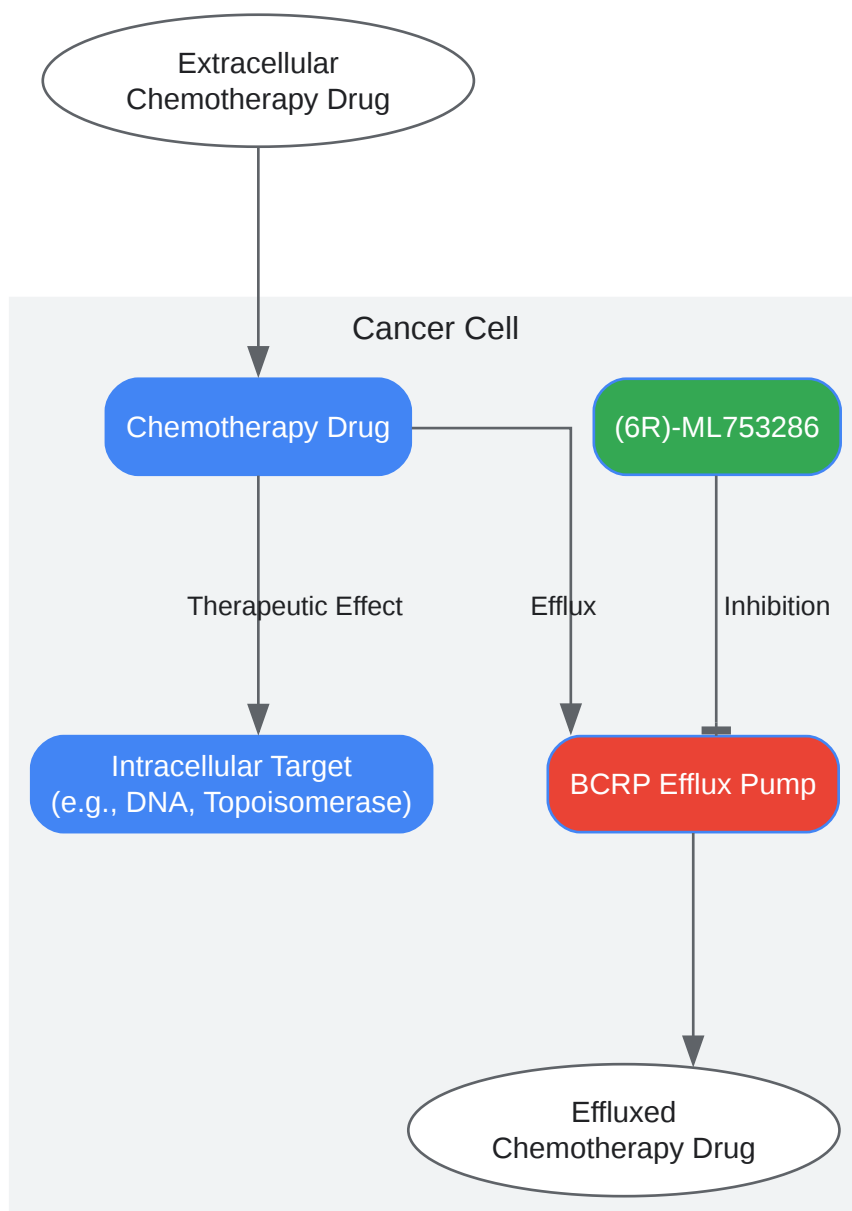 Extracellular
Chemotherapy Drug
Cancer Cell
Chemotherapy Drug
(6R)-ML753286
Therapeutic Effect
Efflux
Inhibition
Intracellular Target
(e.g., DNA, Topoisomerase)
BCRP Efflux Pump
Effluxed
Chemotherapy Drug